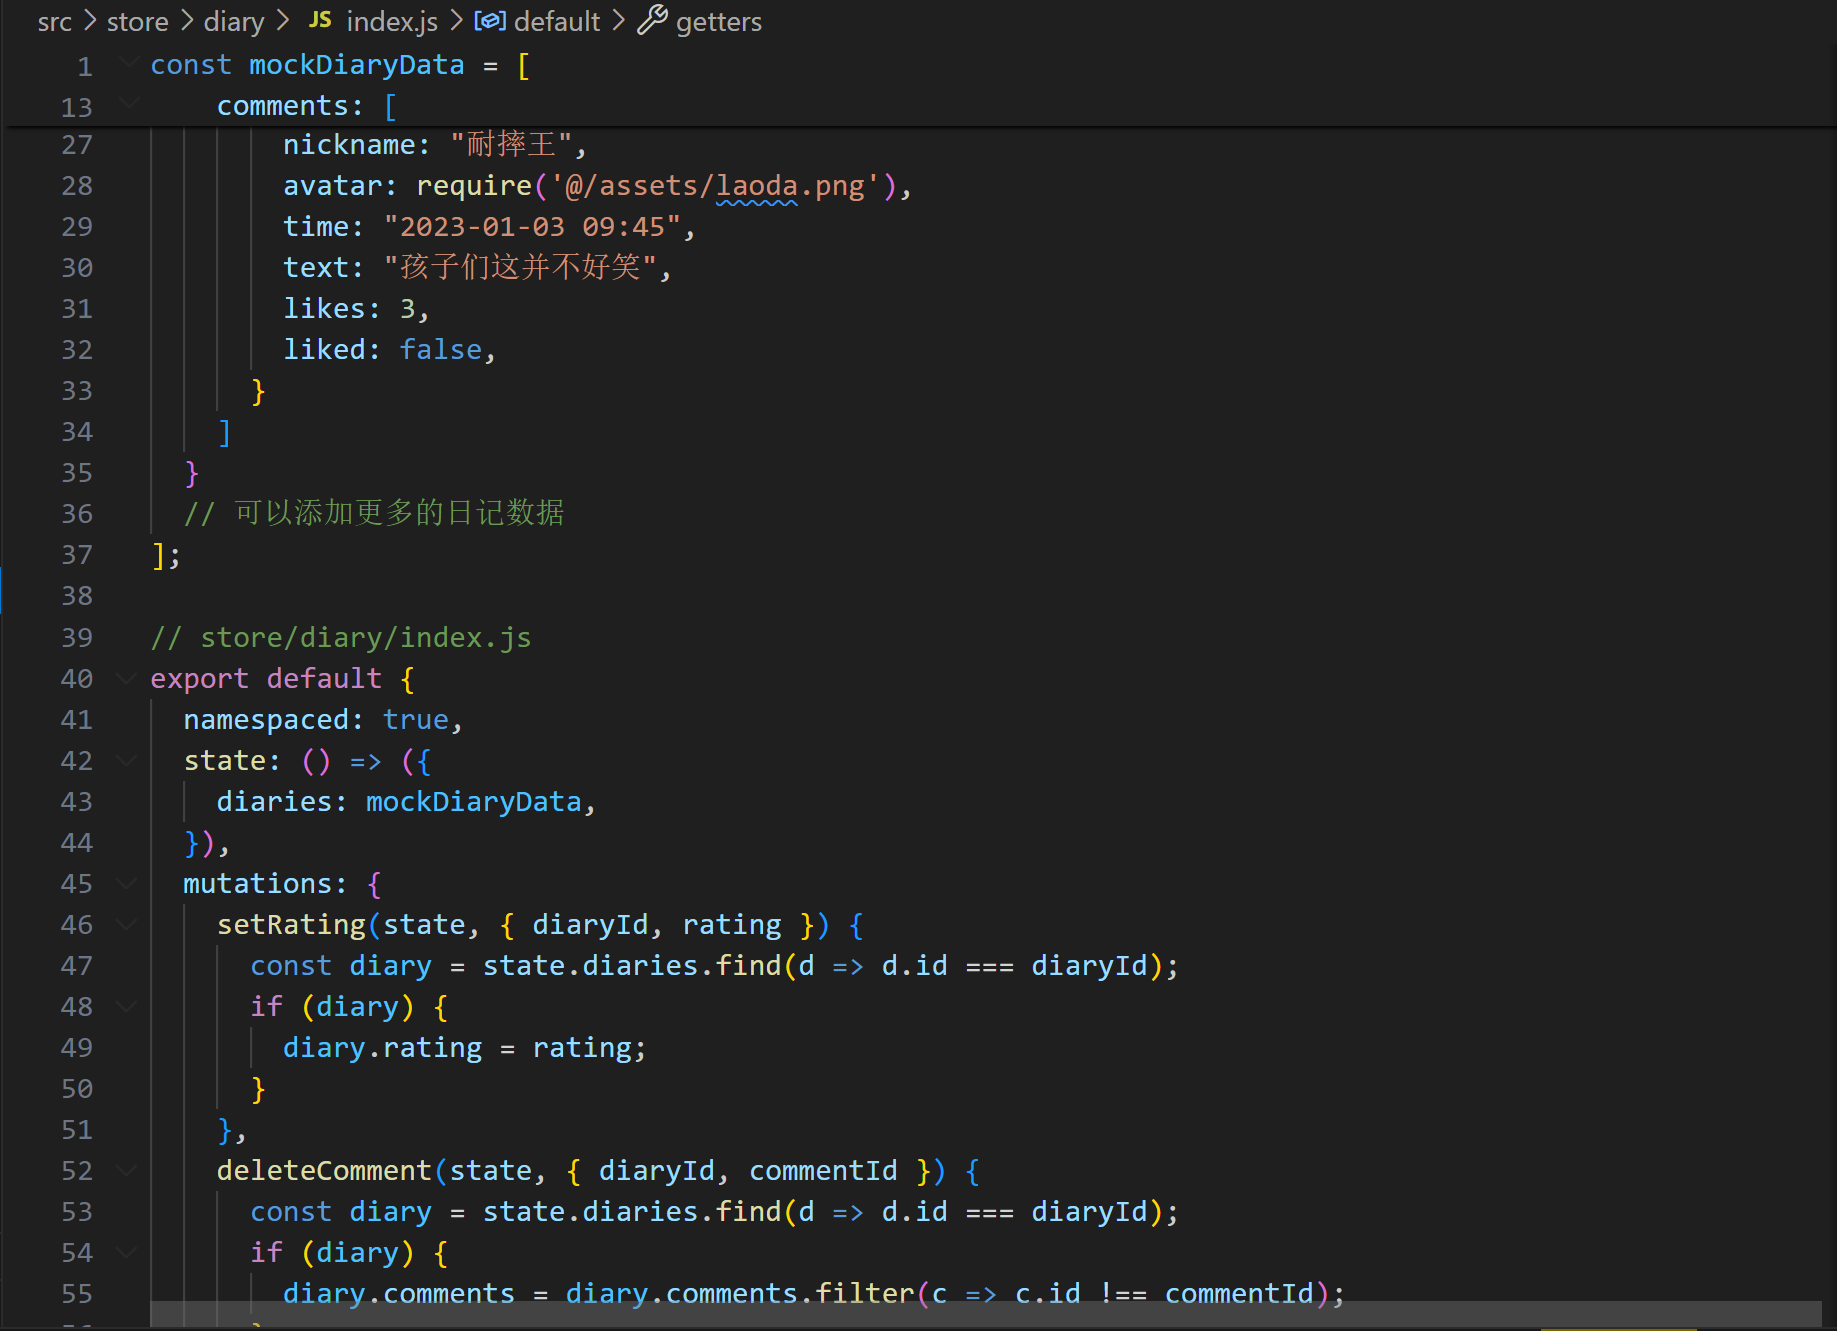 src > store > diary > JS index.js > default > getters
1 const mockDiaryData = [
13 comments: [
27 nickname: "耐摔王",
28 avatar: require('@/assets/laoda.png'),
29 time: "2023-01-03 09:45",
30 text: "孩子们这并不好笑",
31 likes: 3,
32 liked: false,
33 }
34 ]
35 }
36 // 可以添加更多的日记数据
37 ];
38
39 // store/diary/index.js
40 export default {
41 namespaced: true,
42 state: () => ({
43 diaries: mockDiaryData,
44 }),
45 mutations: {
46 setRating(state, { diaryId, rating }) {
47 const diary = state.diaries.find(d => d.id === diaryId);
48 if (diary) {
49 diary.rating = rating;
50 }
51 },
52 deleteComment(state, { diaryId, commentId }) {
53 const diary = state.diaries.find(d => d.id === diaryId);
54 if (diary) {
55 diary.comments = diary.comments.filter(c => c.id !== commentId);